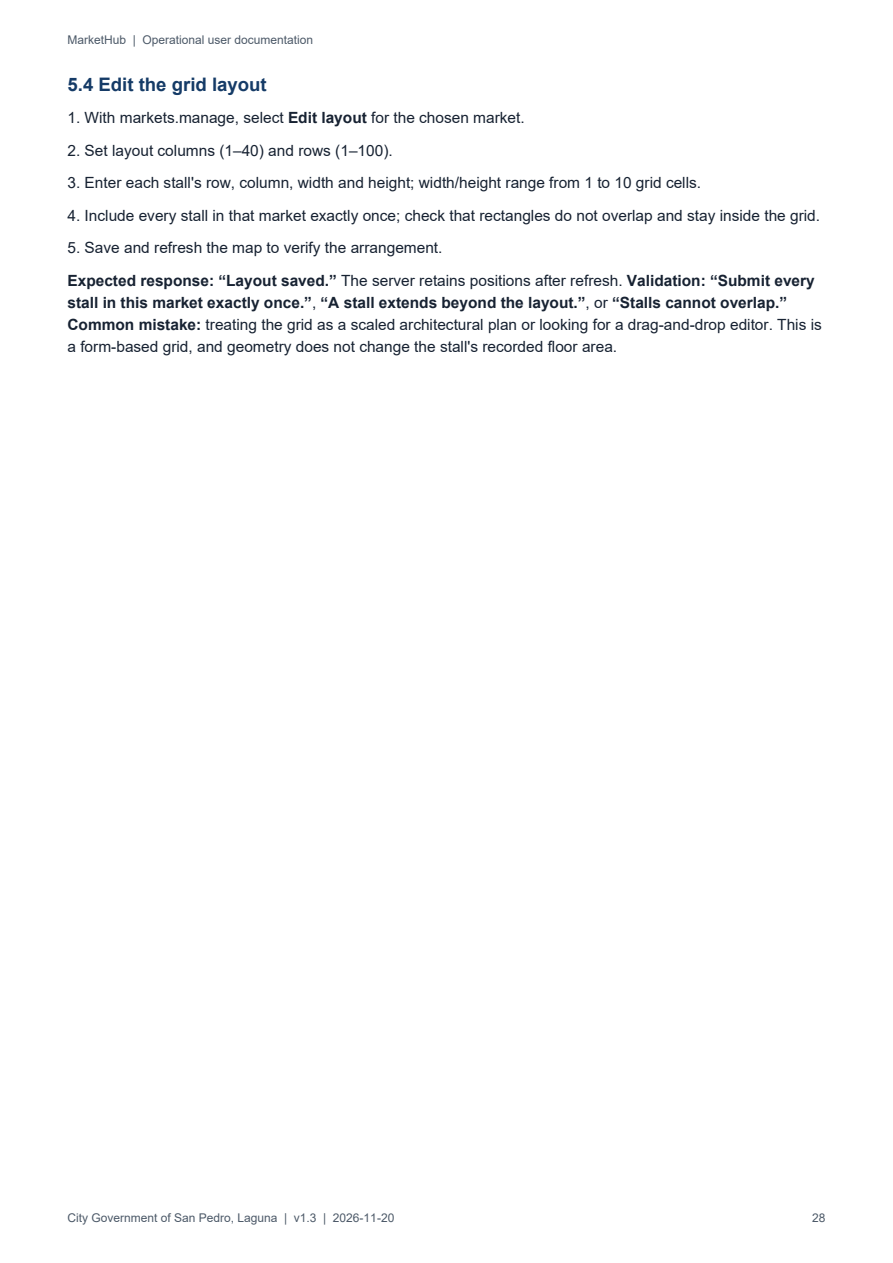 MarketHub | Operational user documentation
5.4 Edit the grid layout
1. With markets.manage, select Edit layout for the chosen market.
2. Set layout columns (1–40) and rows (1–100).
3. Enter each stall's row, column, width and height; width/height range from 1 to 10 grid cells.
4. Include every stall in that market exactly once; check that rectangles do not overlap and stay inside the grid.
5. Save and refresh the map to verify the arrangement.
Expected response: “Layout saved.” The server retains positions after refresh. Validation: “Submit every
stall in this market exactly once.”, “A stall extends beyond the layout.”, or “Stalls cannot overlap.”
Common mistake: treating the grid as a scaled architectural plan or looking for a drag-and-drop editor. This is
a form-based grid, and geometry does not change the stall's recorded floor area.
City Government of San Pedro, Laguna | v1.3 | 2026-11-20 28